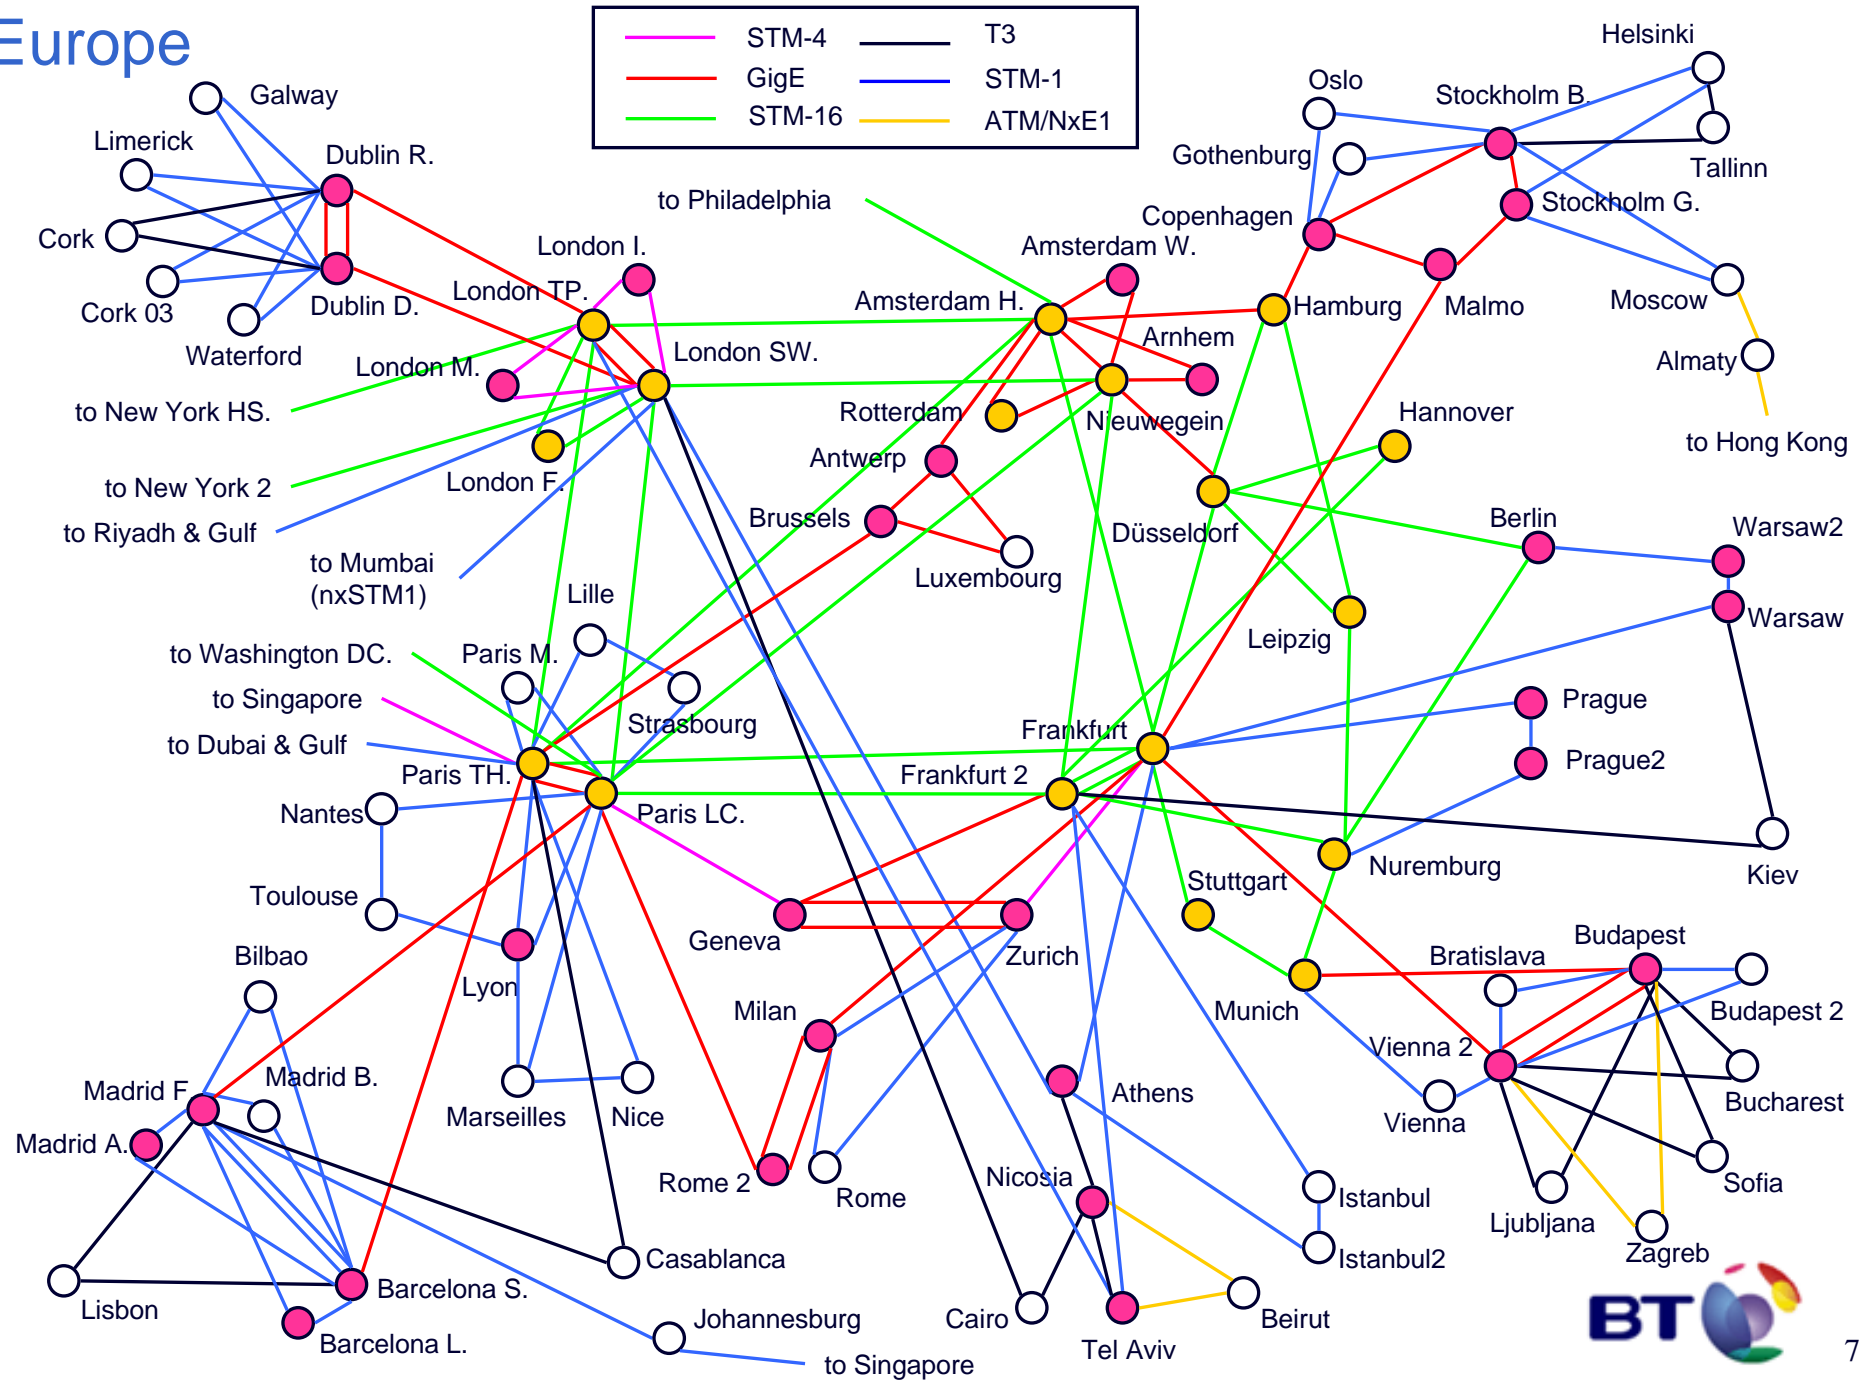 Europe
STM-4
T3
GigE
STM-1
STM-16
ATM/NxE1
Helsinki
Oslo
Stockholm B.
Galway
Limerick
Dublin R.
Gothenburg
Tallinn
to Philadelphia
Copenhagen
Stockholm G.
Cork
London I.
Amsterdam W.
London TP.
Amsterdam H.
Hamburg
Malmo
Moscow
Cork 03
Dublin D.
Waterford
London M.
London SW.
Arnhem
Almaty
to New York HS.
Rotterdam
Nieuwegein
Hannover
to Hong Kong
Antwerp
to New York 2
London F.
Brussels
Düsseldorf
Berlin
Warsaw2
to Riyadh & Gulf
to Mumbai
(nxSTM1)
Luxembourg
Lille
Warsaw
Leipzig
to Washington DC.
Paris M.
to Singapore
Strasbourg
Prague
to Dubai & Gulf
Frankfurt
Paris TH.
Frankfurt 2
Prague2
Nantes
Paris LC.
Nuremburg
Kiev
Toulouse
Stuttgart
Geneva
Zurich
Budapest
Bilbao
Bratislava
Lyon
Milan
Munich
Budapest 2
Vienna 2
Madrid F.
Madrid B.
Athens
Bucharest
Marseilles
Nice
Vienna
Madrid A.
Rome 2
Rome
Nicosia
Istanbul
Sofia
Ljubljana
Zagreb
Casablanca
Istanbul2
Lisbon
Barcelona S.
Johannesburg
Cairo
Beirut
BT
Barcelona L.
Tel Aviv
to Singapore
7